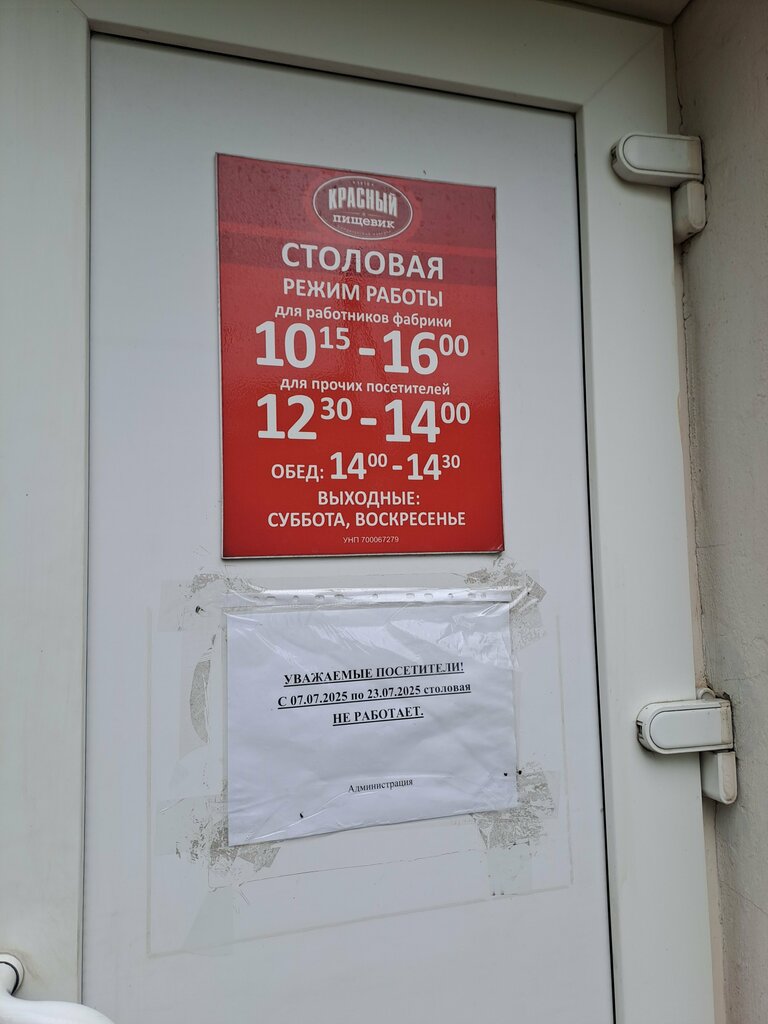 КРАСНЫЙ
ПИЩЕВИК
СТОЛОВАЯ
РЕЖИМ РАБОТЫ
для работников фабрики
10¹⁵ - 16⁰⁰
для прочих посетителей
12³⁰ - 14⁰⁰
ОБЕД: 14⁰⁰ - 14³⁰
ВЫХОДНЫЕ:
СУББОТА, ВОСКРЕСЕНЬЕ
УНП 700067279
УВАЖАЕМЫЕ ПОСЕТИТЕЛИ!
С 07.07.2025 по 23.07.2025 столовая
НЕ РАБОТАЕТ.
Администрация